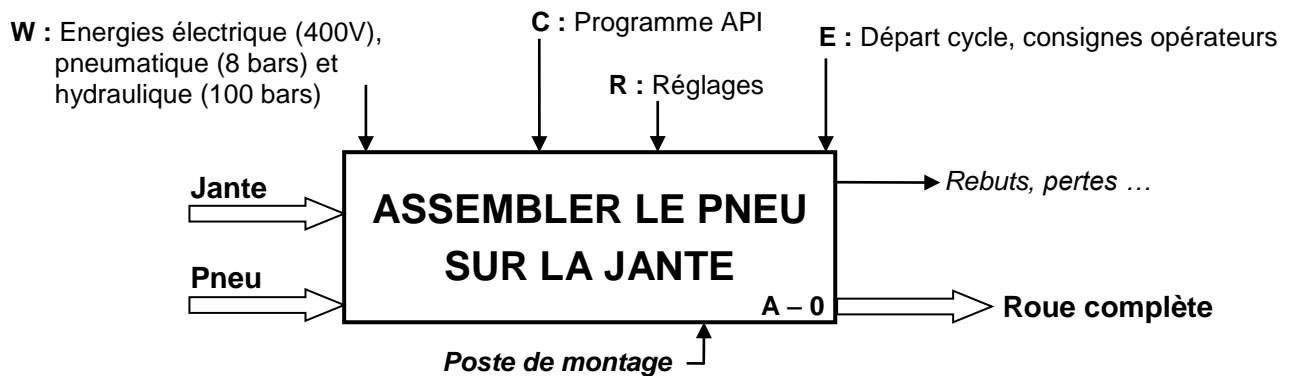 W : Energies électrique (400V),
pneumatique (8 bars) et
hydraulique (100 bars)
C : Programme API
R : Réglages
E : Départ cycle, consignes opérateurs
Jante
Pneu
ASSEMBLER LE PNEU
SUR LA JANTE
A – 0
Rebuts, pertes …
Roue complète
Poste de montage